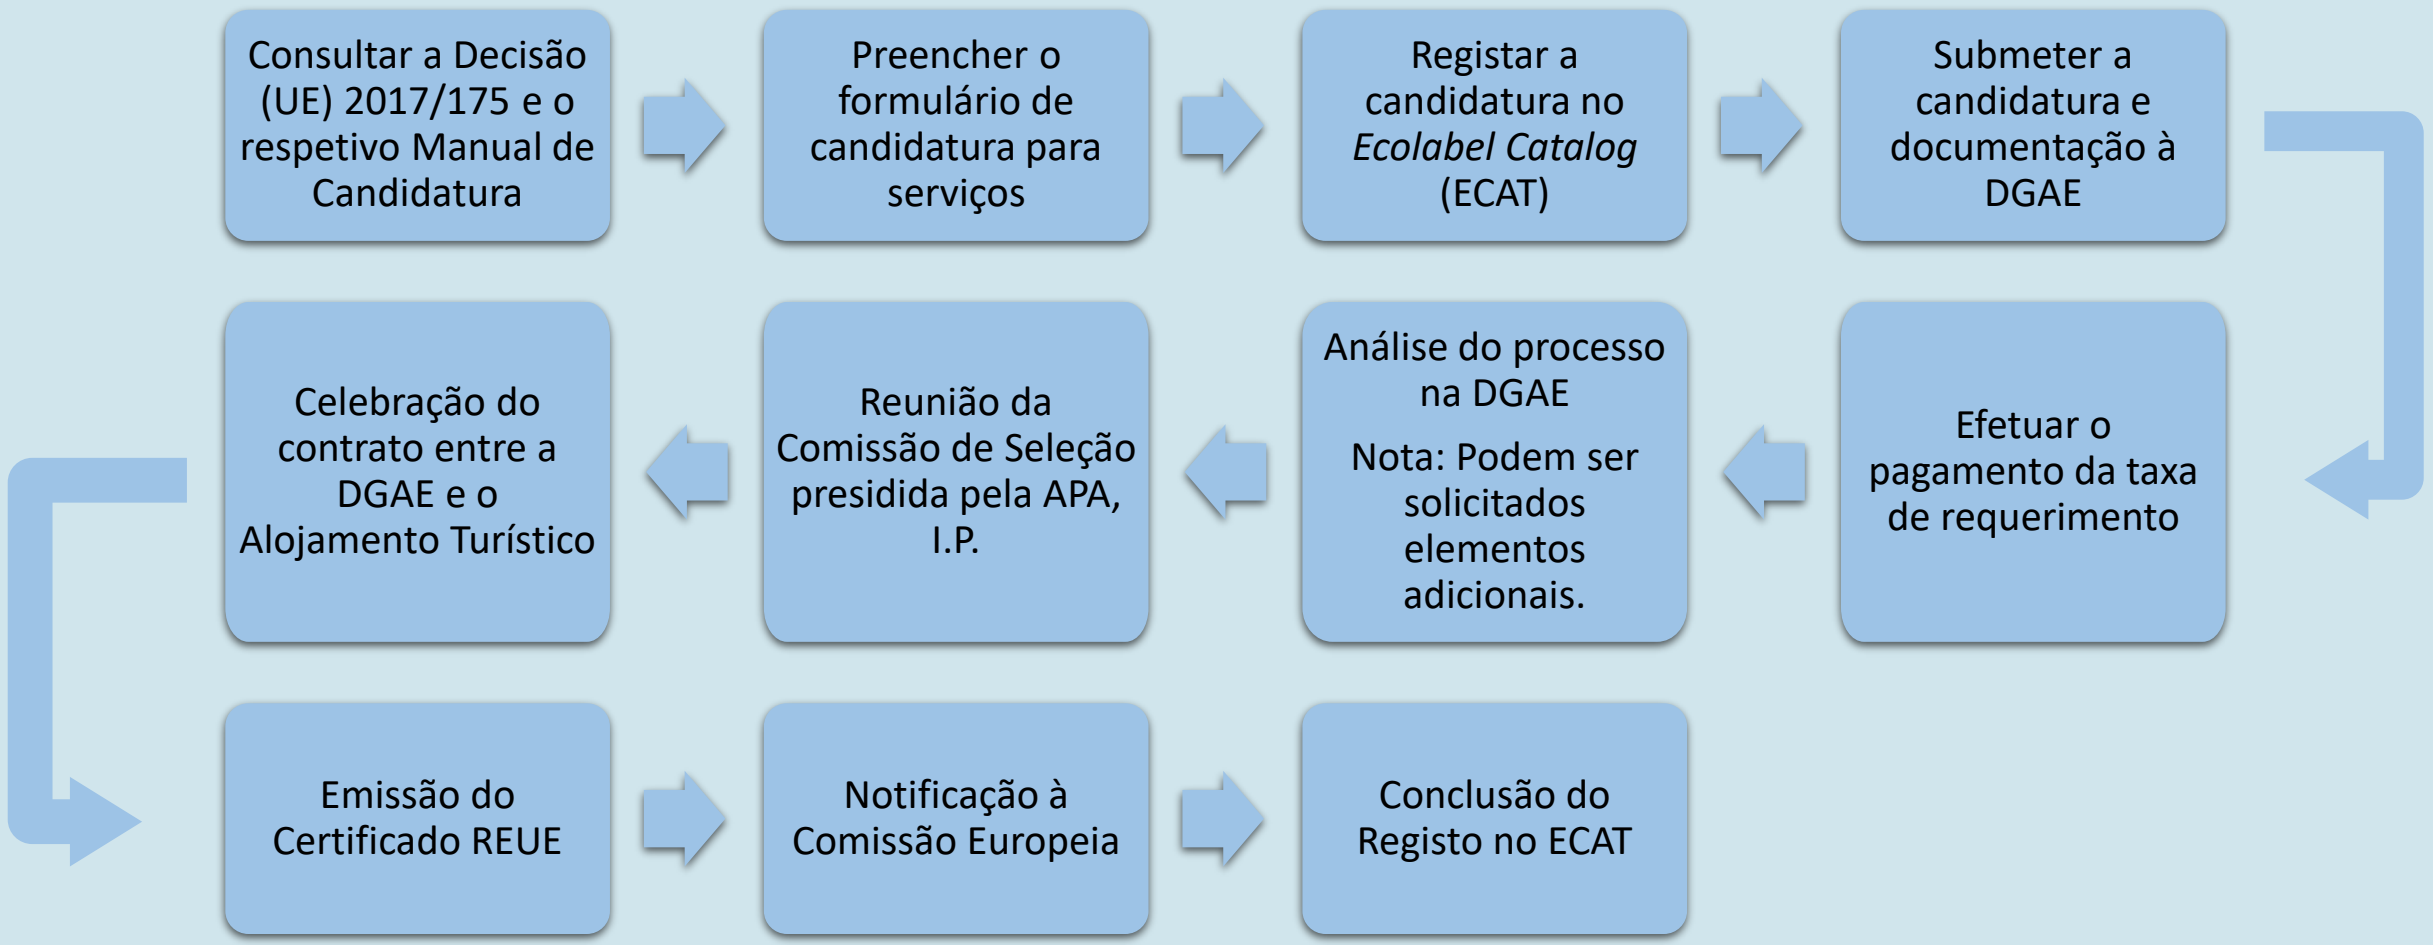 Consultar a Decisão
(UE) 2017/175 e o
respetivo Manual de
Candidatura
Preencher o
formulário de
candidatura para
serviços
Registar a
candidatura no
Ecolabel Catalog
(ECAT)
Submeter a
candidatura e
documentação à
DGAE
Efetuar o
pagamento da taxa
de requerimento
Análise do processo
na DGAE
Nota: Podem ser
solicitados
elementos
adicionais.
Reunião da
Comissão de Seleção
presidida pela APA,
I.P.
Celebração do
contrato entre a
DGAE e o
Alojamento Turístico
Emissão do
Certificado REUE
Notificação à
Comissão Europeia
Conclusão do
Registo no ECAT